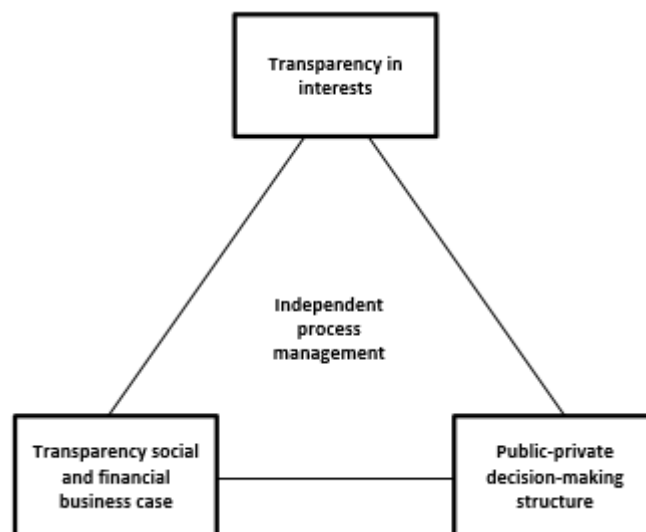 Transparency in
interests
Independent
process
management
Transparency social
and financial
business case
Public-private
decision-making
structure